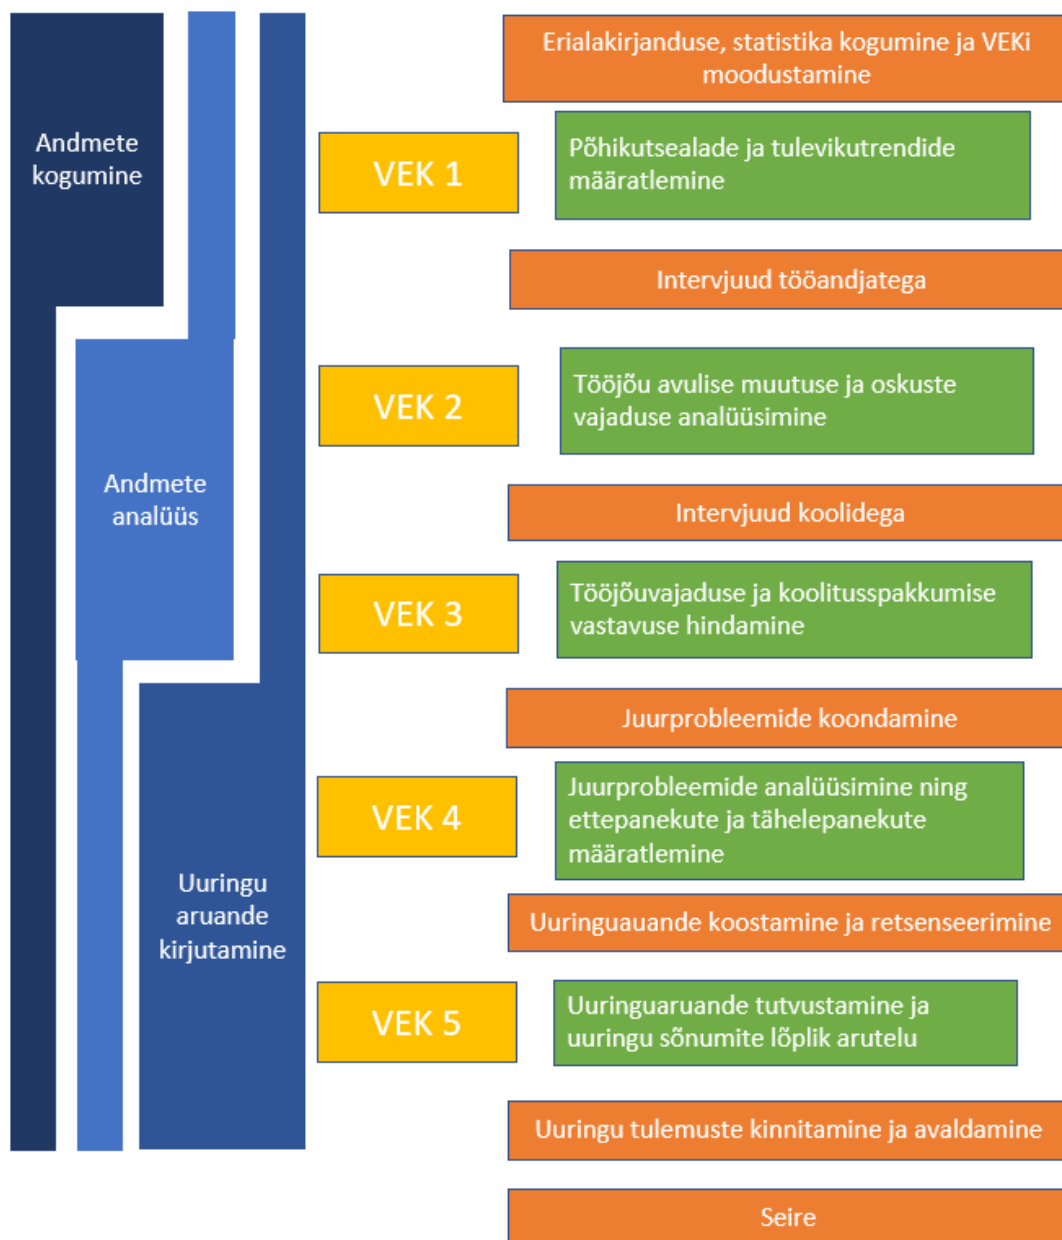 Erialakirjanduse, statistika kogumine ja VEKi
moodustamine
Andmete
kogumine
VEK 1
Põhikutsealade ja tulevikutrendide
määratlemine
Intervjuud tööandjatega
VEK 2
Tööjõu avulise muutuse ja oskuste
vajaduse analüüsimine
Andmete
analüüs
Intervjuud koolidega
VEK 3
Tööjõuvajaduse ja koolituspakkumise
vastavuse hindamine
Juurprobleemide koondamine
VEK 4
Juurprobleemide analüüsimine ning
ettepanekute ja tähelepanekute
määratlemine
Uuringu
aruande
kirjutamine
Uuringuauande koostamine ja retsenseerimine
VEK 5
Uuringuaruande tutvustamine ja
uuringu sõnumite lõplik arutelu
Uuringu tulemuste kinnitamine ja avaldamine
Seire